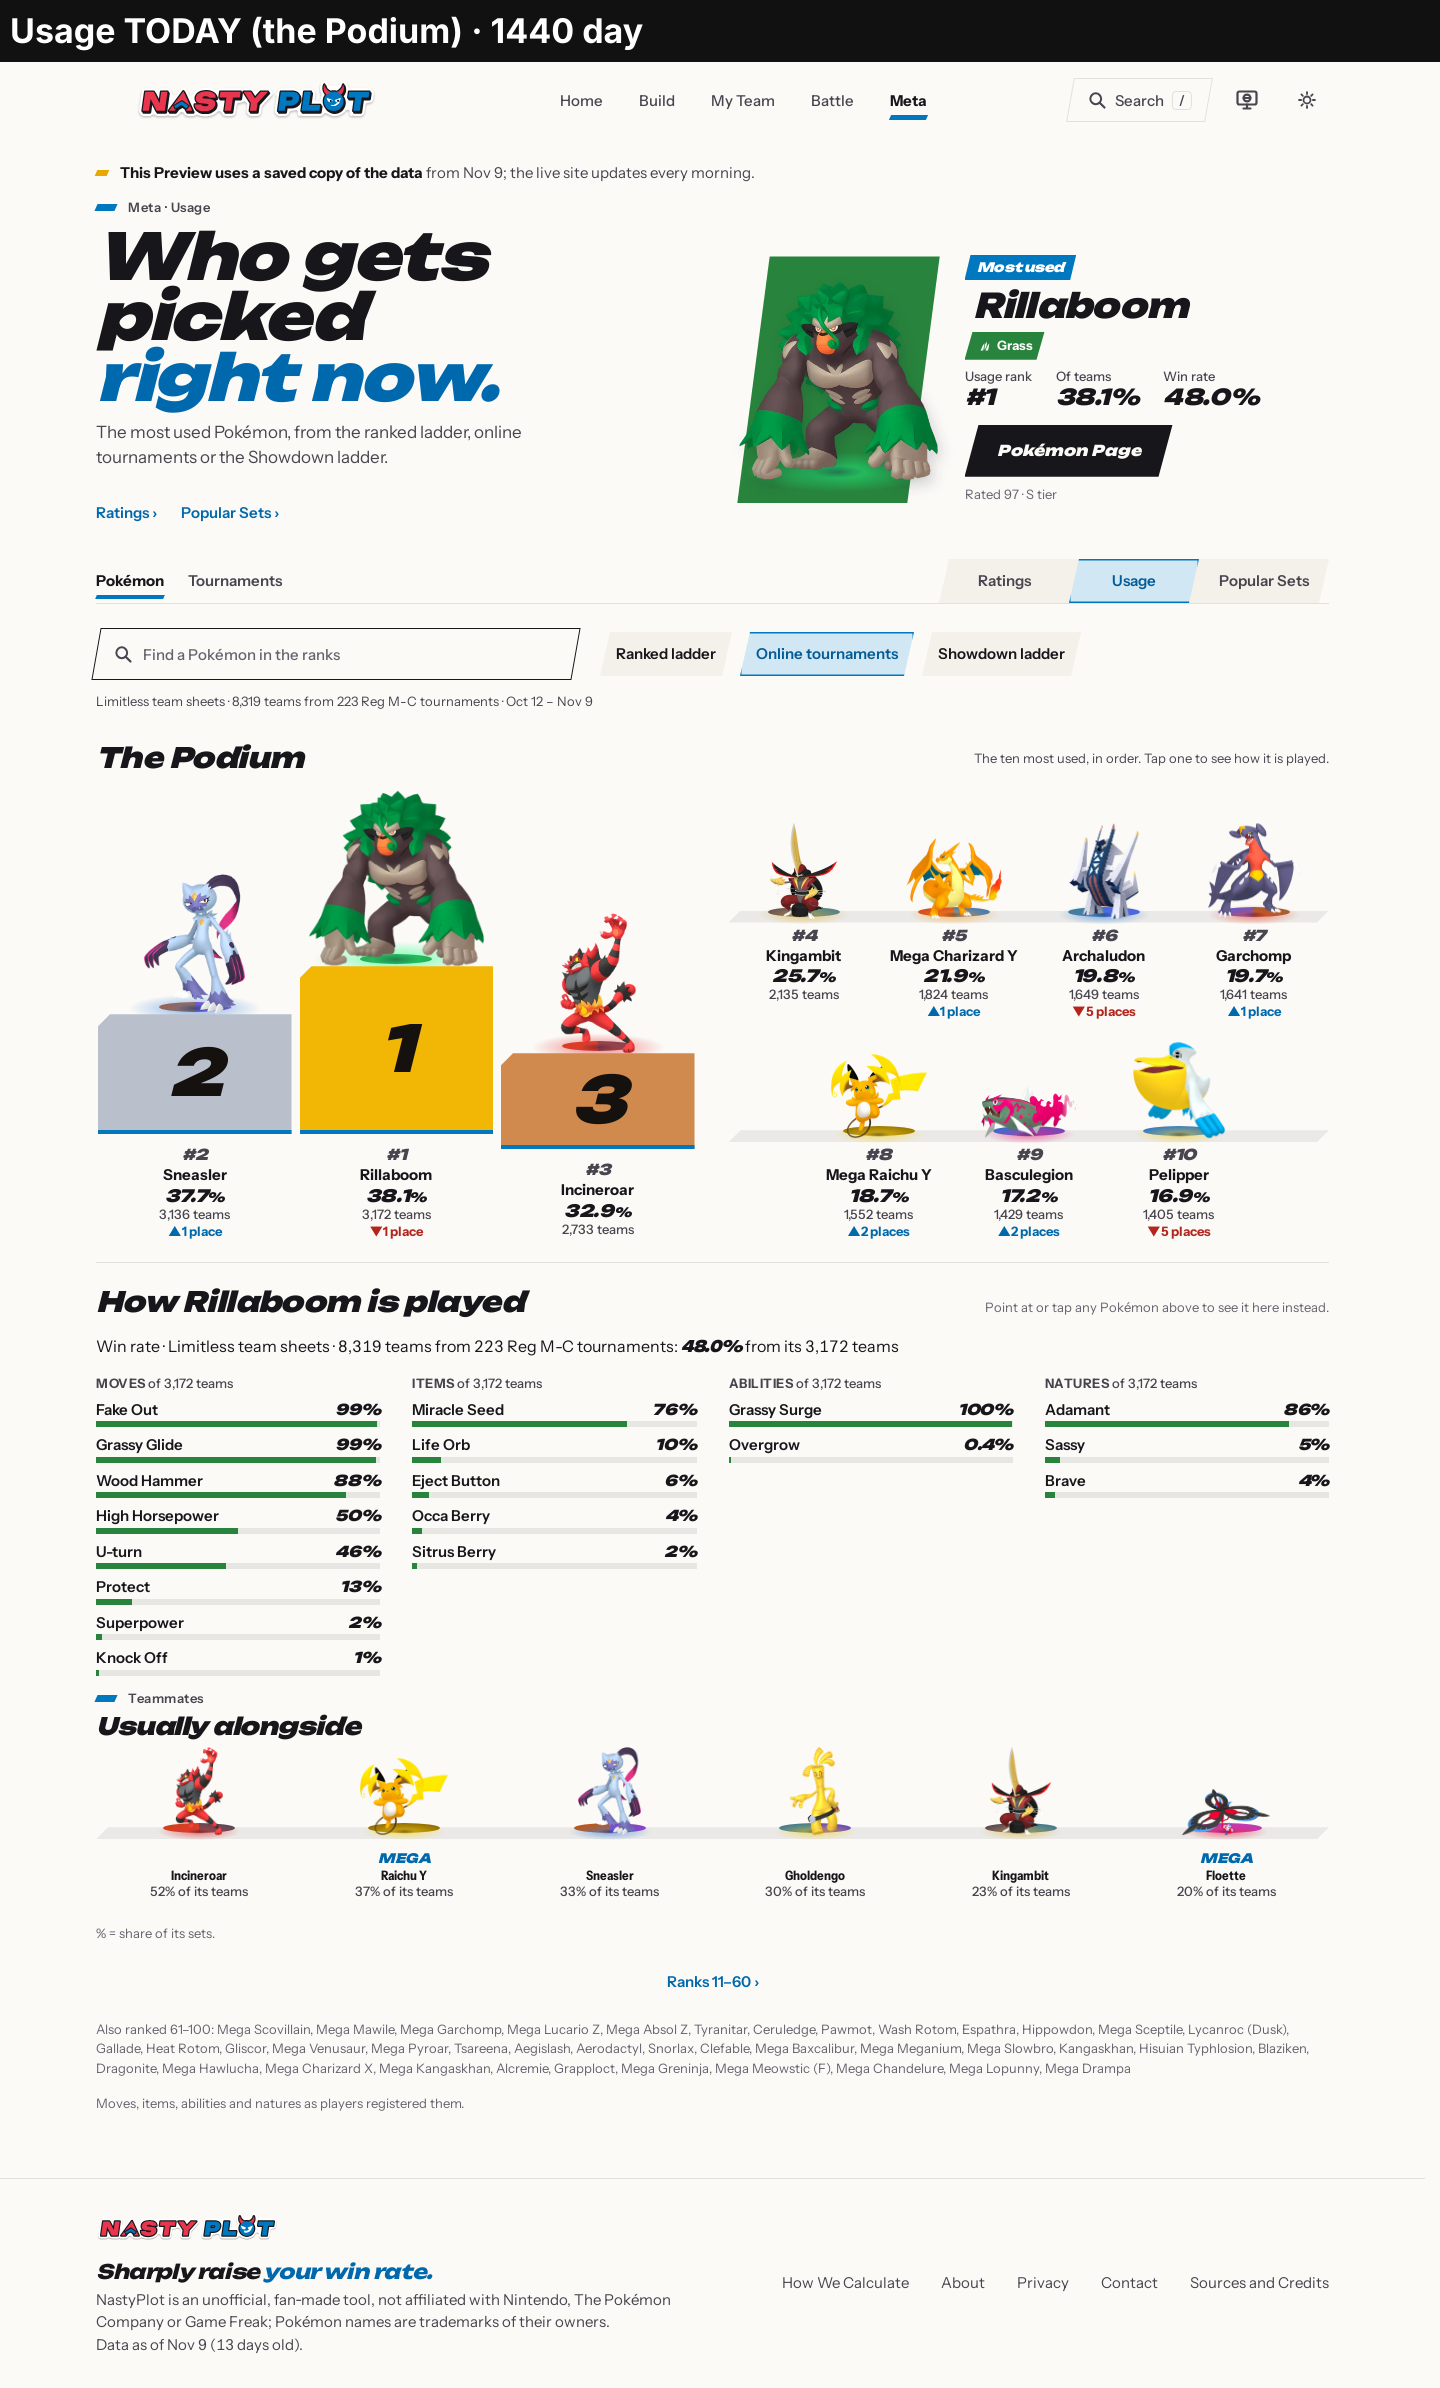 Usage TODAY (the Podium) · 1440 day
NASTY PLOT
Home Build My Team Battle Meta
Search /
This Preview uses a saved copy of the data from Nov 9; the live site updates every morning.
Meta · Usage
Who gets
picked
right now.
The most used Pokémon, from the ranked ladder, online
tournaments or the Showdown ladder.
Ratings › Popular Sets ›
Most used
Rillaboom
Grass
Usage rank Of teams Win rate
#1 38.1% 48.0%
Pokémon Page
Rated 97 · S tier
Pokémon Tournaments
Ratings Usage Popular Sets
Find a Pokémon in the ranks
Ranked ladder Online tournaments Showdown ladder
Limitless team sheets · 8,319 teams from 223 Reg M-C tournaments · Oct 12 – Nov 9
The Podium
The ten most used, in order. Tap one to see how it is played.
2
1
3
#2
Sneasler
37.7%
3,136 teams
▲1 place
#1
Rillaboom
38.1%
3,172 teams
▼1 place
#3
Incineroar
32.9%
2,733 teams
#4
Kingambit
25.7%
2,135 teams
#5
Mega Charizard Y
21.9%
1,824 teams
▲1 place
#6
Archaludon
19.8%
1,649 teams
▼5 places
#7
Garchomp
19.7%
1,641 teams
▲1 place
#8
Mega Raichu Y
18.7%
1,552 teams
▲2 places
#9
Basculegion
17.2%
1,429 teams
▲2 places
#10
Pelipper
16.9%
1,405 teams
▼5 places
How Rillaboom is played
Point at or tap any Pokémon above to see it here instead.
Win rate · Limitless team sheets · 8,319 teams from 223 Reg M-C tournaments: 48.0% from its 3,172 teams
MOVES of 3,172 teams
Fake Out 99%
Grassy Glide 99%
Wood Hammer 88%
High Horsepower 50%
U-turn 46%
Protect 13%
Superpower 2%
Knock Off 1%
ITEMS of 3,172 teams
Miracle Seed 76%
Life Orb 10%
Eject Button 6%
Occa Berry 4%
Sitrus Berry 2%
ABILITIES of 3,172 teams
Grassy Surge 100%
Overgrow 0.4%
NATURES of 3,172 teams
Adamant 86%
Sassy 5%
Brave 4%
Teammates
Usually alongside
Incineroar
52% of its teams
MEGA
Raichu Y
37% of its teams
Sneasler
33% of its teams
Gholdengo
30% of its teams
Kingambit
23% of its teams
MEGA
Floette
20% of its teams
% = share of its sets.
Ranks 11–60 ›
Also ranked 61–100: Mega Scovillain, Mega Mawile, Mega Garchomp, Mega Lucario Z, Mega Absol Z, Tyranitar, Ceruledge, Pawmot, Wash Rotom, Espathra, Hippowdon, Mega Sceptile, Lycanroc (Dusk),
Gallade, Heat Rotom, Gliscor, Mega Venusaur, Mega Pyroar, Tsareena, Aegislash, Aerodactyl, Snorlax, Clefable, Mega Baxcalibur, Mega Meganium, Mega Slowbro, Kangaskhan, Hisuian Typhlosion, Blaziken,
Dragonite, Mega Hawlucha, Mega Charizard X, Mega Kangaskhan, Alcremie, Grapploct, Mega Greninja, Mega Meowstic (F), Mega Chandelure, Mega Lopunny, Mega Drampa
Moves, items, abilities and natures as players registered them.
NASTY PLOT
Sharply raise your win rate.
NastyPlot is an unofficial, fan-made tool, not affiliated with Nintendo, The Pokémon
Company or Game Freak; Pokémon names are trademarks of their owners.
Data as of Nov 9 (13 days old).
How We Calculate About Privacy Contact Sources and Credits